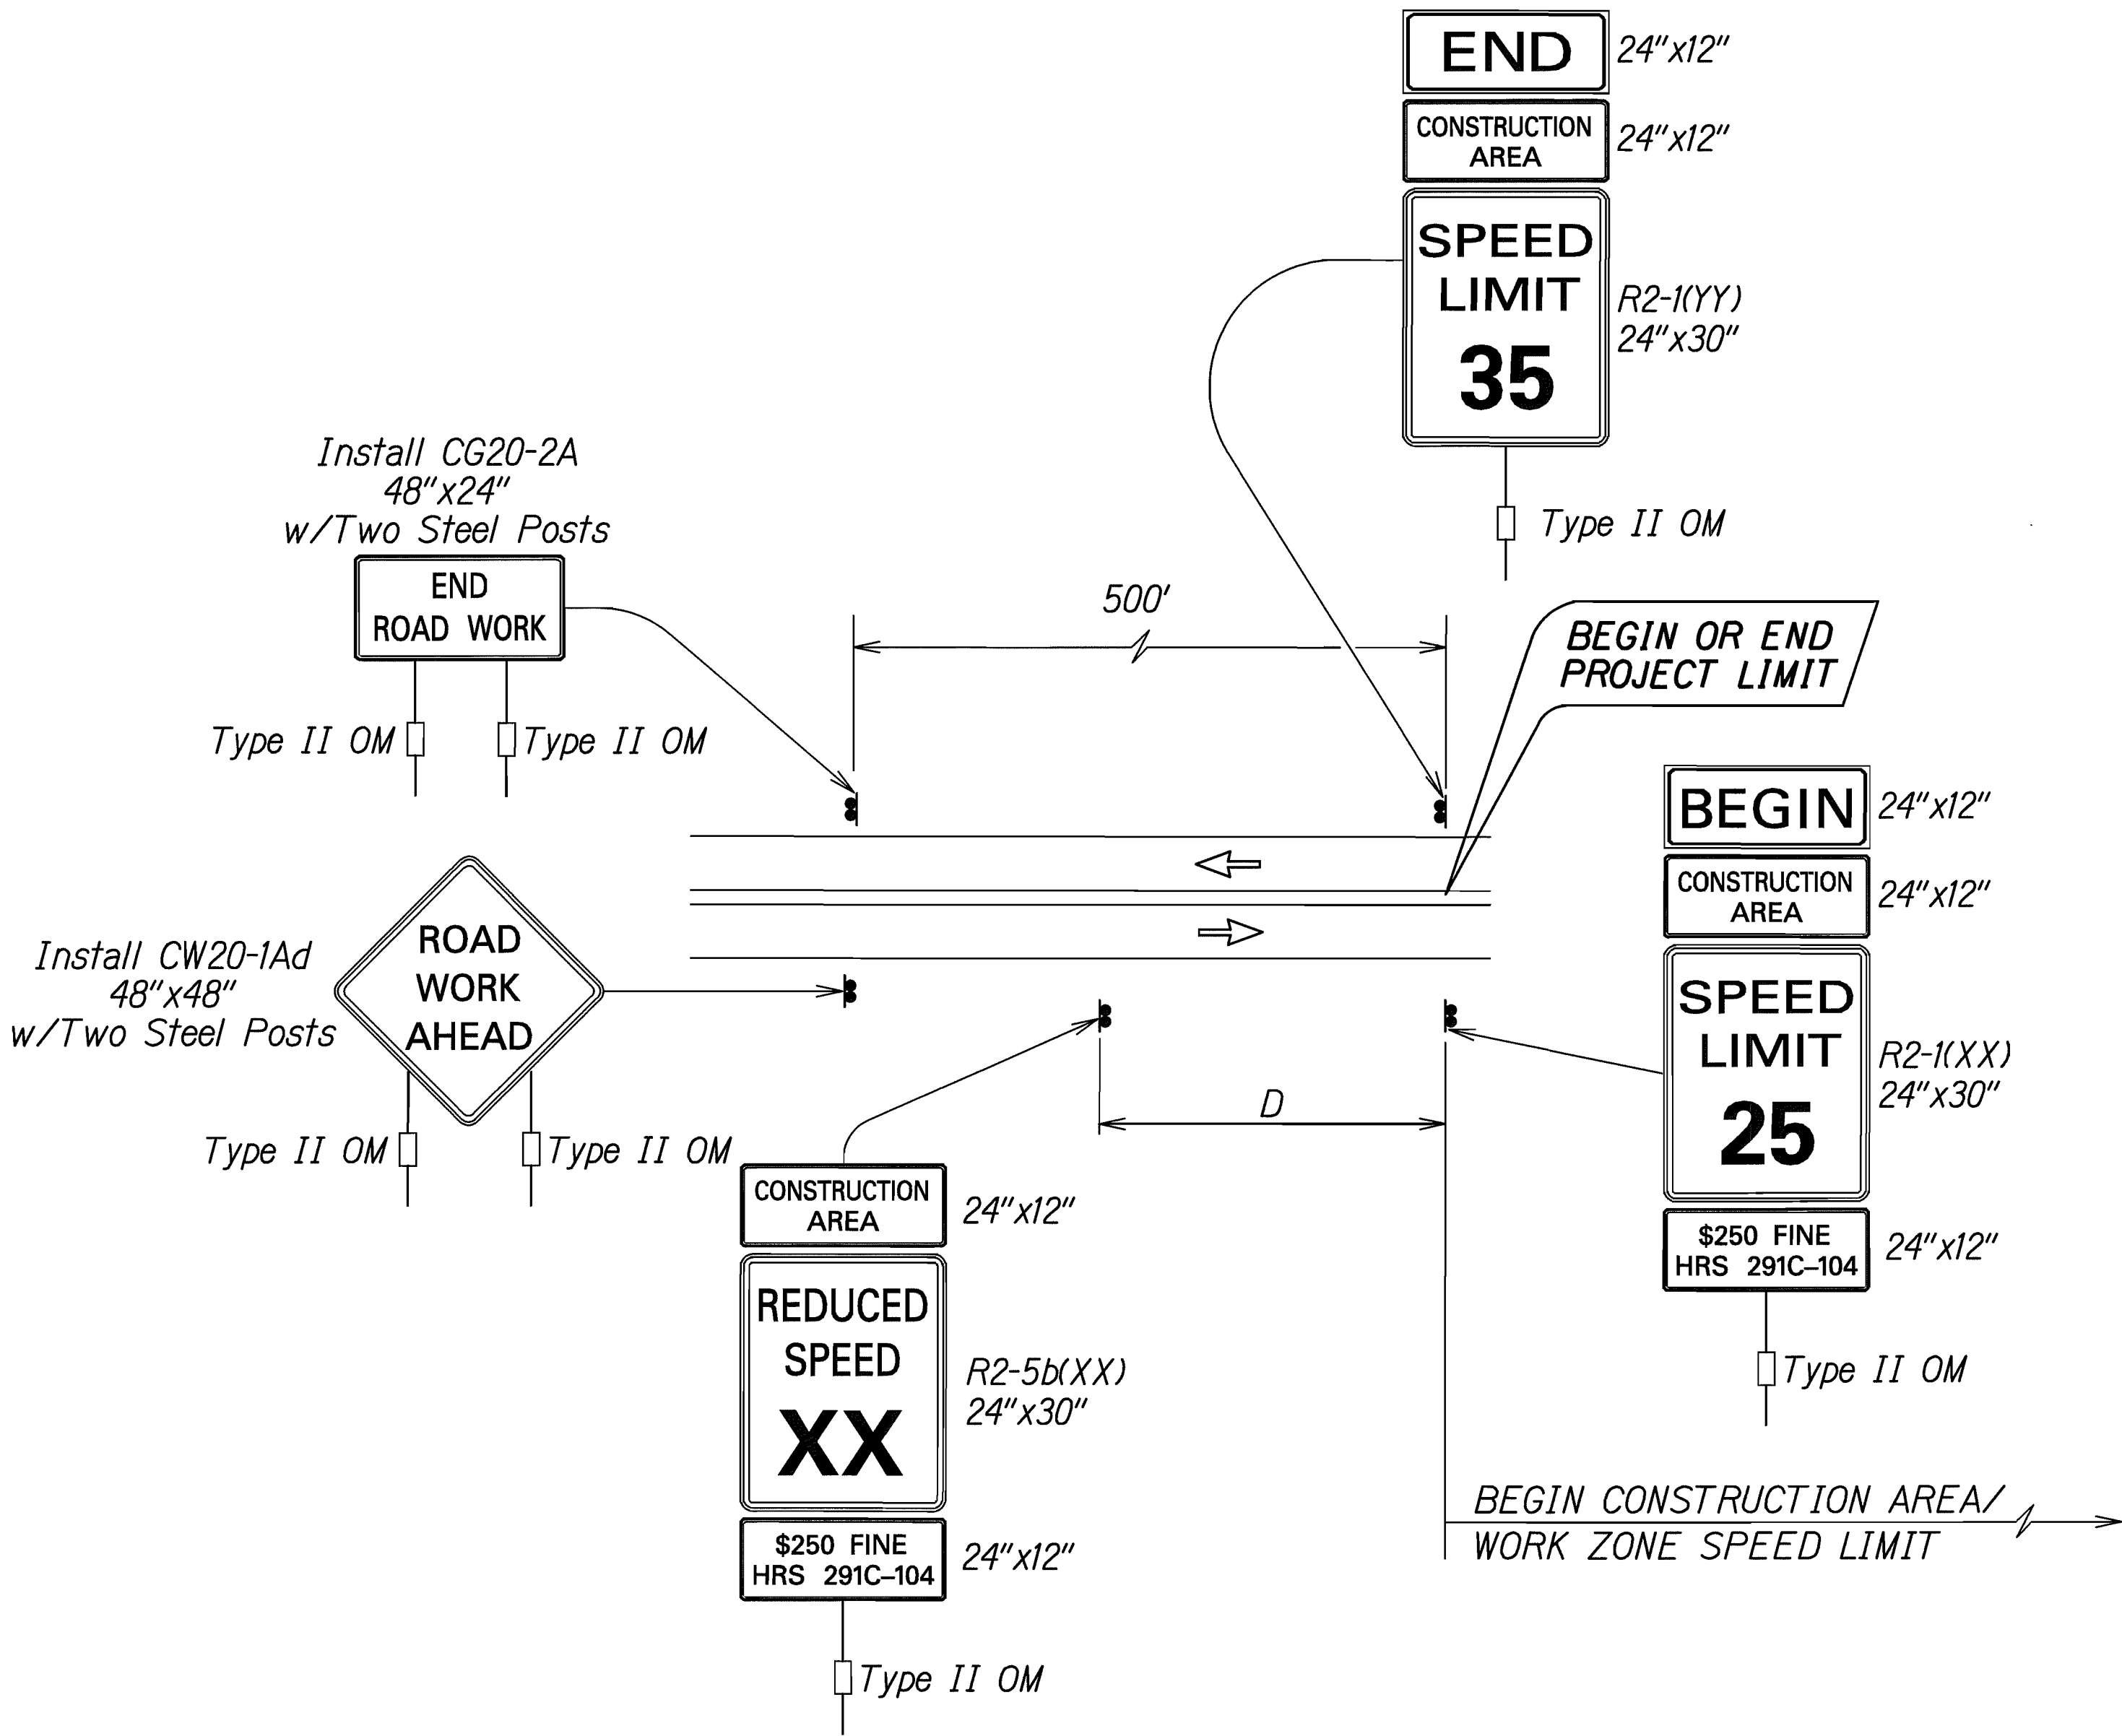 END
24"x12"
CONSTRUCTION
AREA
24"x12"
SPEED
LIMIT
35
R2-1(YY)
24"x30"
Type II OM
Install CG20-2A
48"x24"
w/Two Steel Posts
END
ROAD WORK
Type II OM
Type II OM
500'
BEGIN OR END
PROJECT LIMIT
BEGIN
24"x12"
CONSTRUCTION
AREA
24"x12"
SPEED
LIMIT
25
R2-1(XX)
24"x30"
$250 FINE
HRS 291C–104
24"x12"
Type II OM
Install CW20-1Ad
48"x48"
w/Two Steel Posts
ROAD
WORK
AHEAD
Type II OM
Type II OM
D
CONSTRUCTION
AREA
24"x12"
REDUCED
SPEED
XX
R2-5b(XX)
24"x30"
$250 FINE
HRS 291C–104
24"x12"
Type II OM
BEGIN CONSTRUCTION AREA/
WORK ZONE SPEED LIMIT